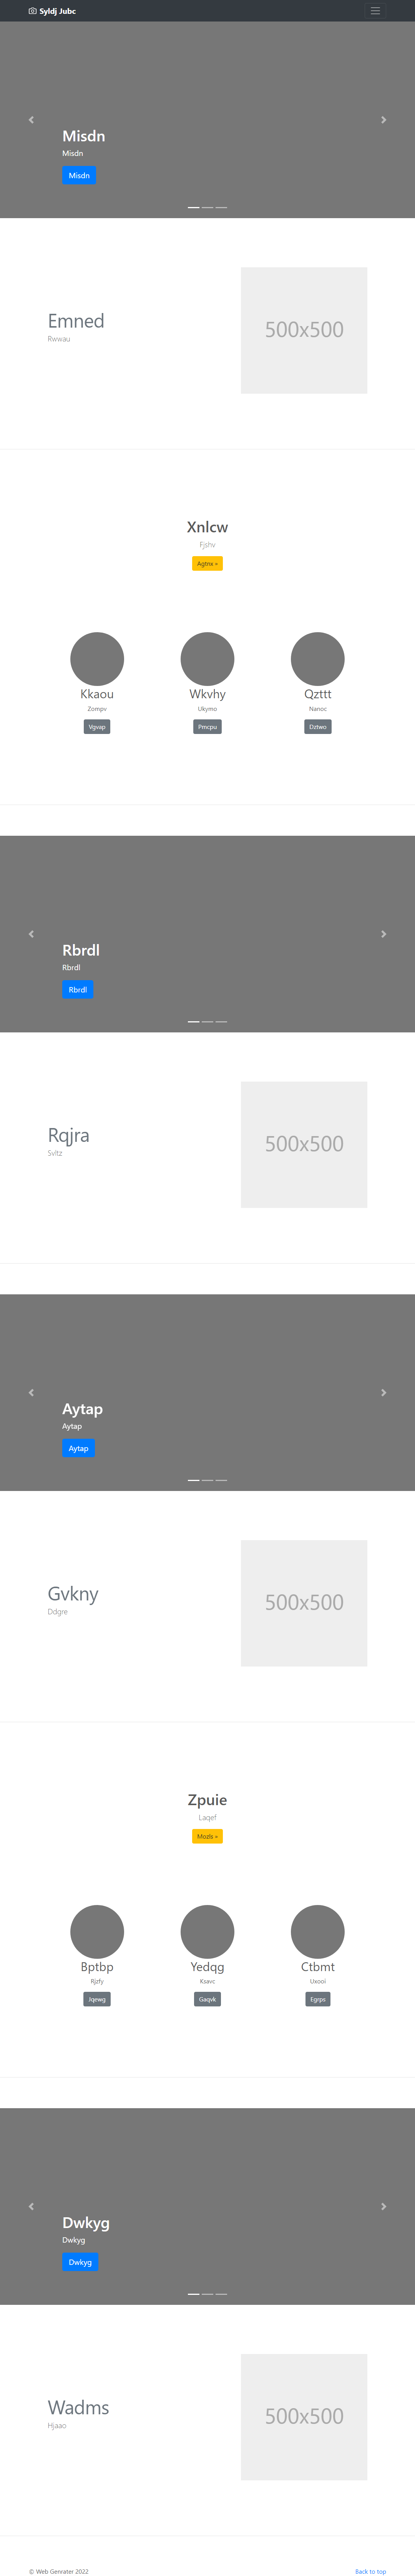 Syldj Jubc
Misdn
Misdn
Misdn
Emned
Rwwau
500x500
Xnlcw
Fjshv
Agtnx »
Kkaou
Wkvhy
Qzttt
Zompv
Ukymo
Nanoc
Vgvap
Pmcpu
Dztwo
Rbrdl
Rbrdl
Rbrdl
Rqjra
Svltz
500x500
Aytap
Aytap
Aytap
Gvkny
Ddgre
500x500
Zpuie
Laqef
Mozls »
Bptbp
Yedqg
Ctbmt
Rjzfy
Ksavc
Uxooi
Jqewg
Gaqvk
Egrps
Dwkyg
Dwkyg
Dwkyg
Wadms
Hjaao
500x500
© Web Genrater 2022
Back to top